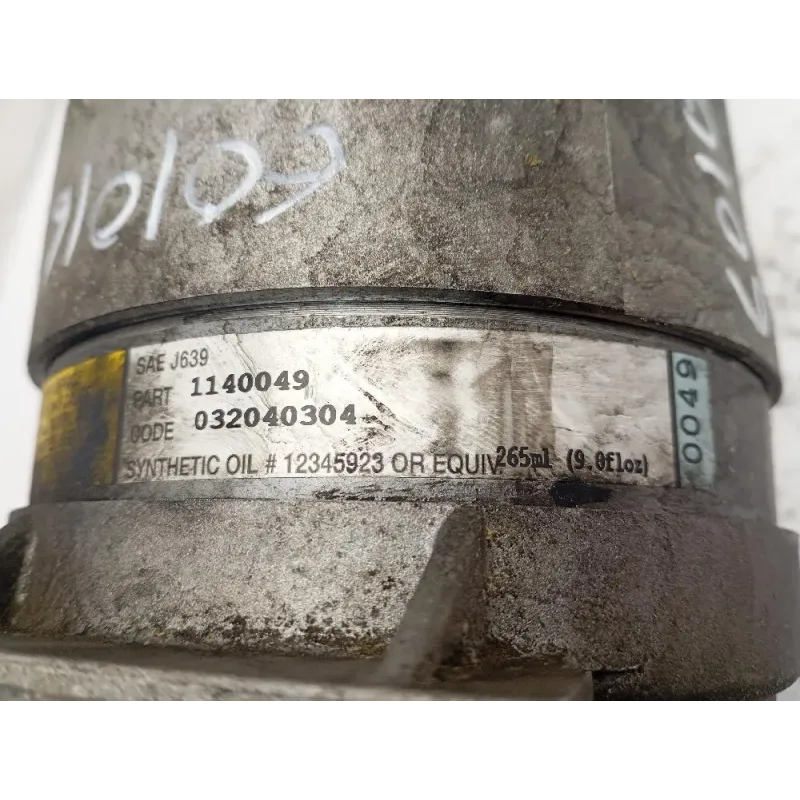 SAE J639
PART 1140049
CODE 032040304
SYNTHETIC OIL # 12345923 OR EQUIV 265ml (9.0floz)
0049